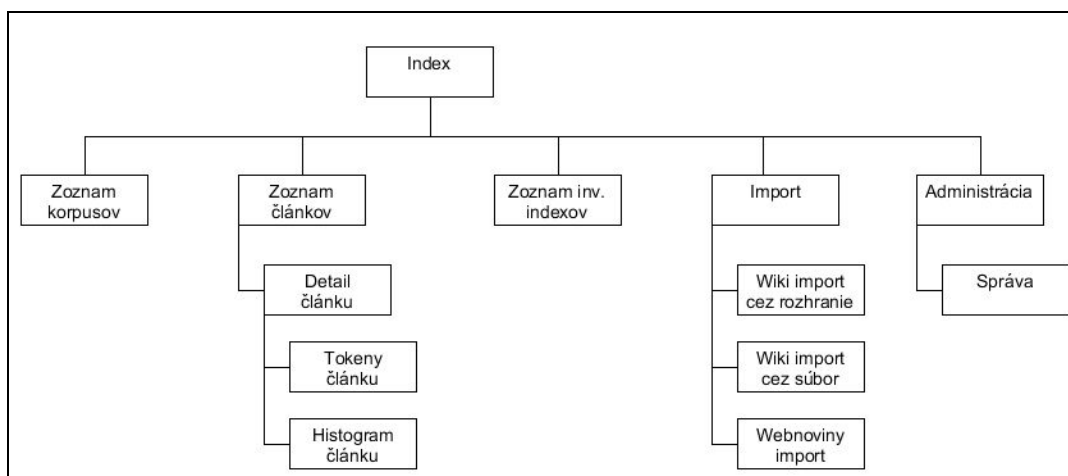 Index
Zoznam
korpusov
Zoznam
článkov
Zoznam inv.
indexov
Import
Administrácia
Detail
článku
Tokeny
článku
Histogram
článku
Wiki import
cez rozhranie
Wiki import
cez súbor
Webnoviny
import
Správa